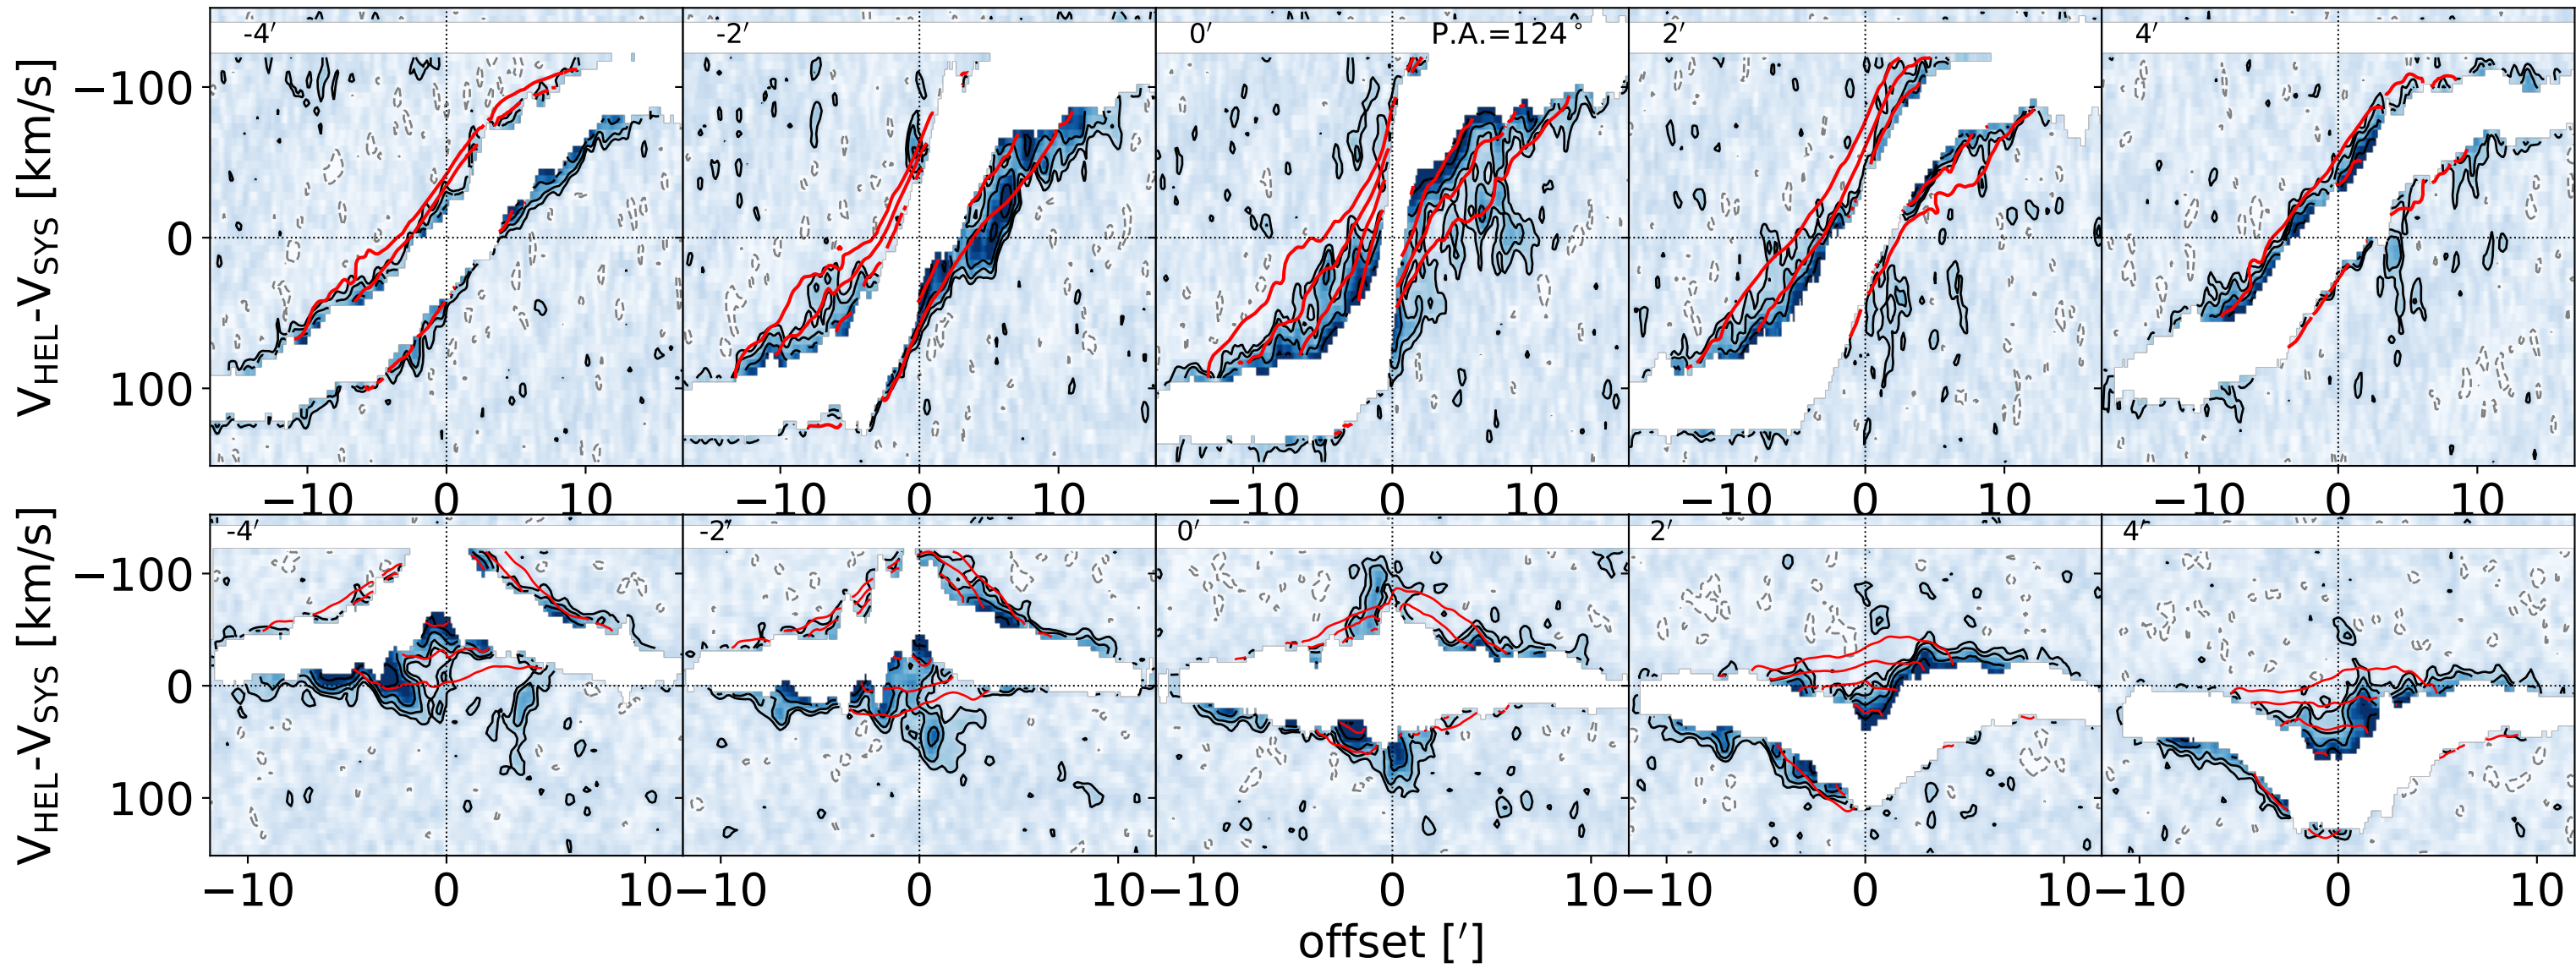 -4′ -2′ 0′ P.A.=124° 2′ 4′
V_HEL-V_SYS [km/s]
−100
0
100
−10 0 10 −10 0 10 −10 0 10 −10 0 10 −10 0 10
-4′ -2′ 0′ 2′ 4′
V_HEL-V_SYS [km/s]
−100
0
100
−10 0 10 −10 0 10 −10 0 10 −10 0 10 −10 0 10
offset [′]